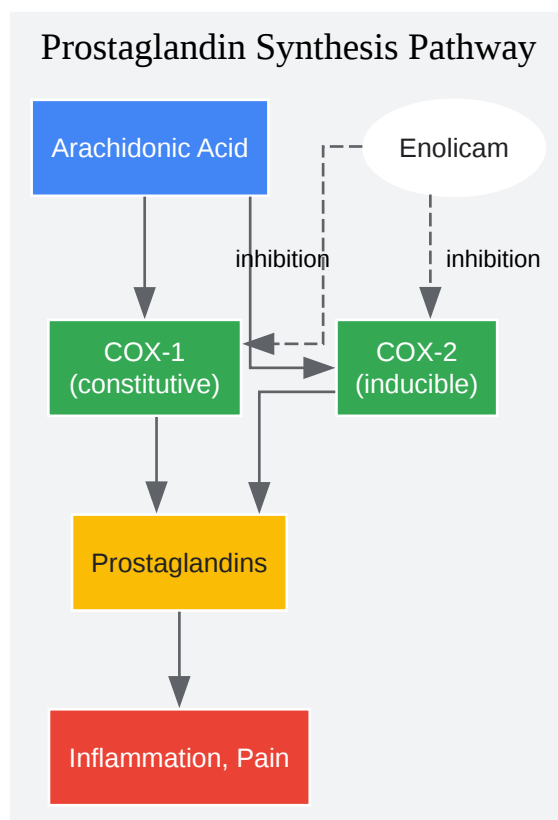 Prostaglandin Synthesis Pathway
Arachidonic Acid
Enolicam
inhibition
inhibition
COX-1
(constitutive)
COX-2
(inducible)
Prostaglandins
Inflammation, Pain